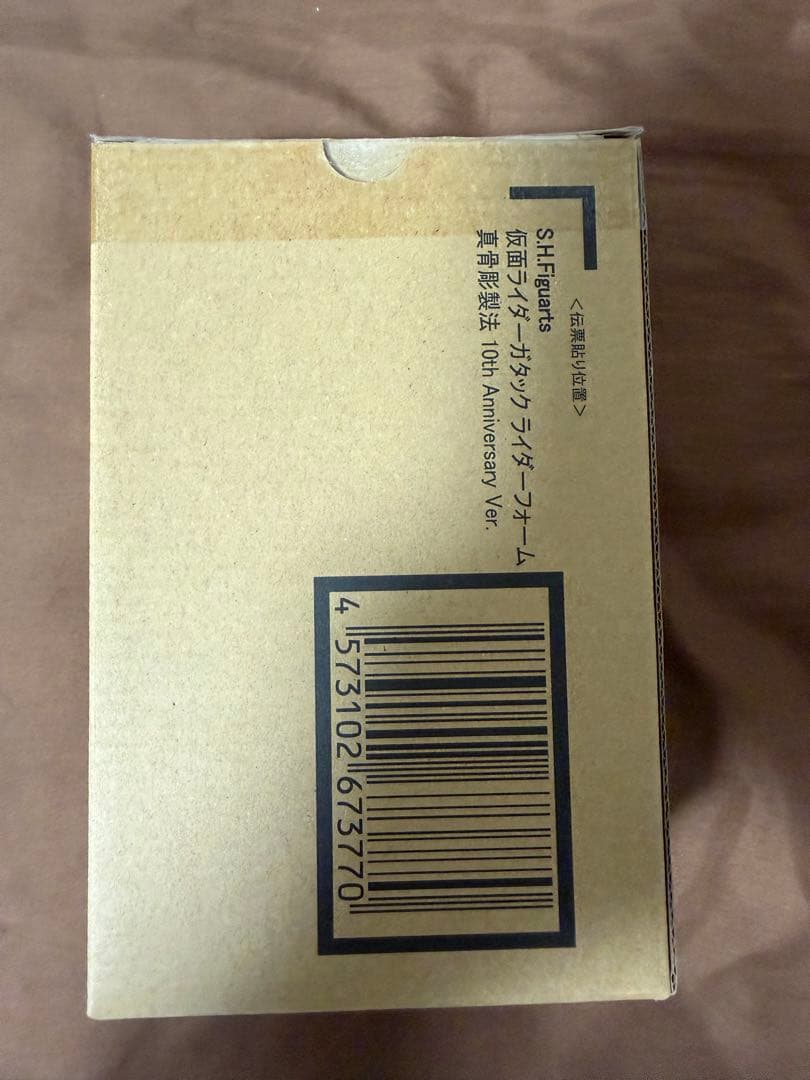 <伝票貼り位置>
S.H.Figuarts
仮面ライダーガタック ライダーフォーム
真骨彫製法 10th Anniversary Ver.
4 573102 673770